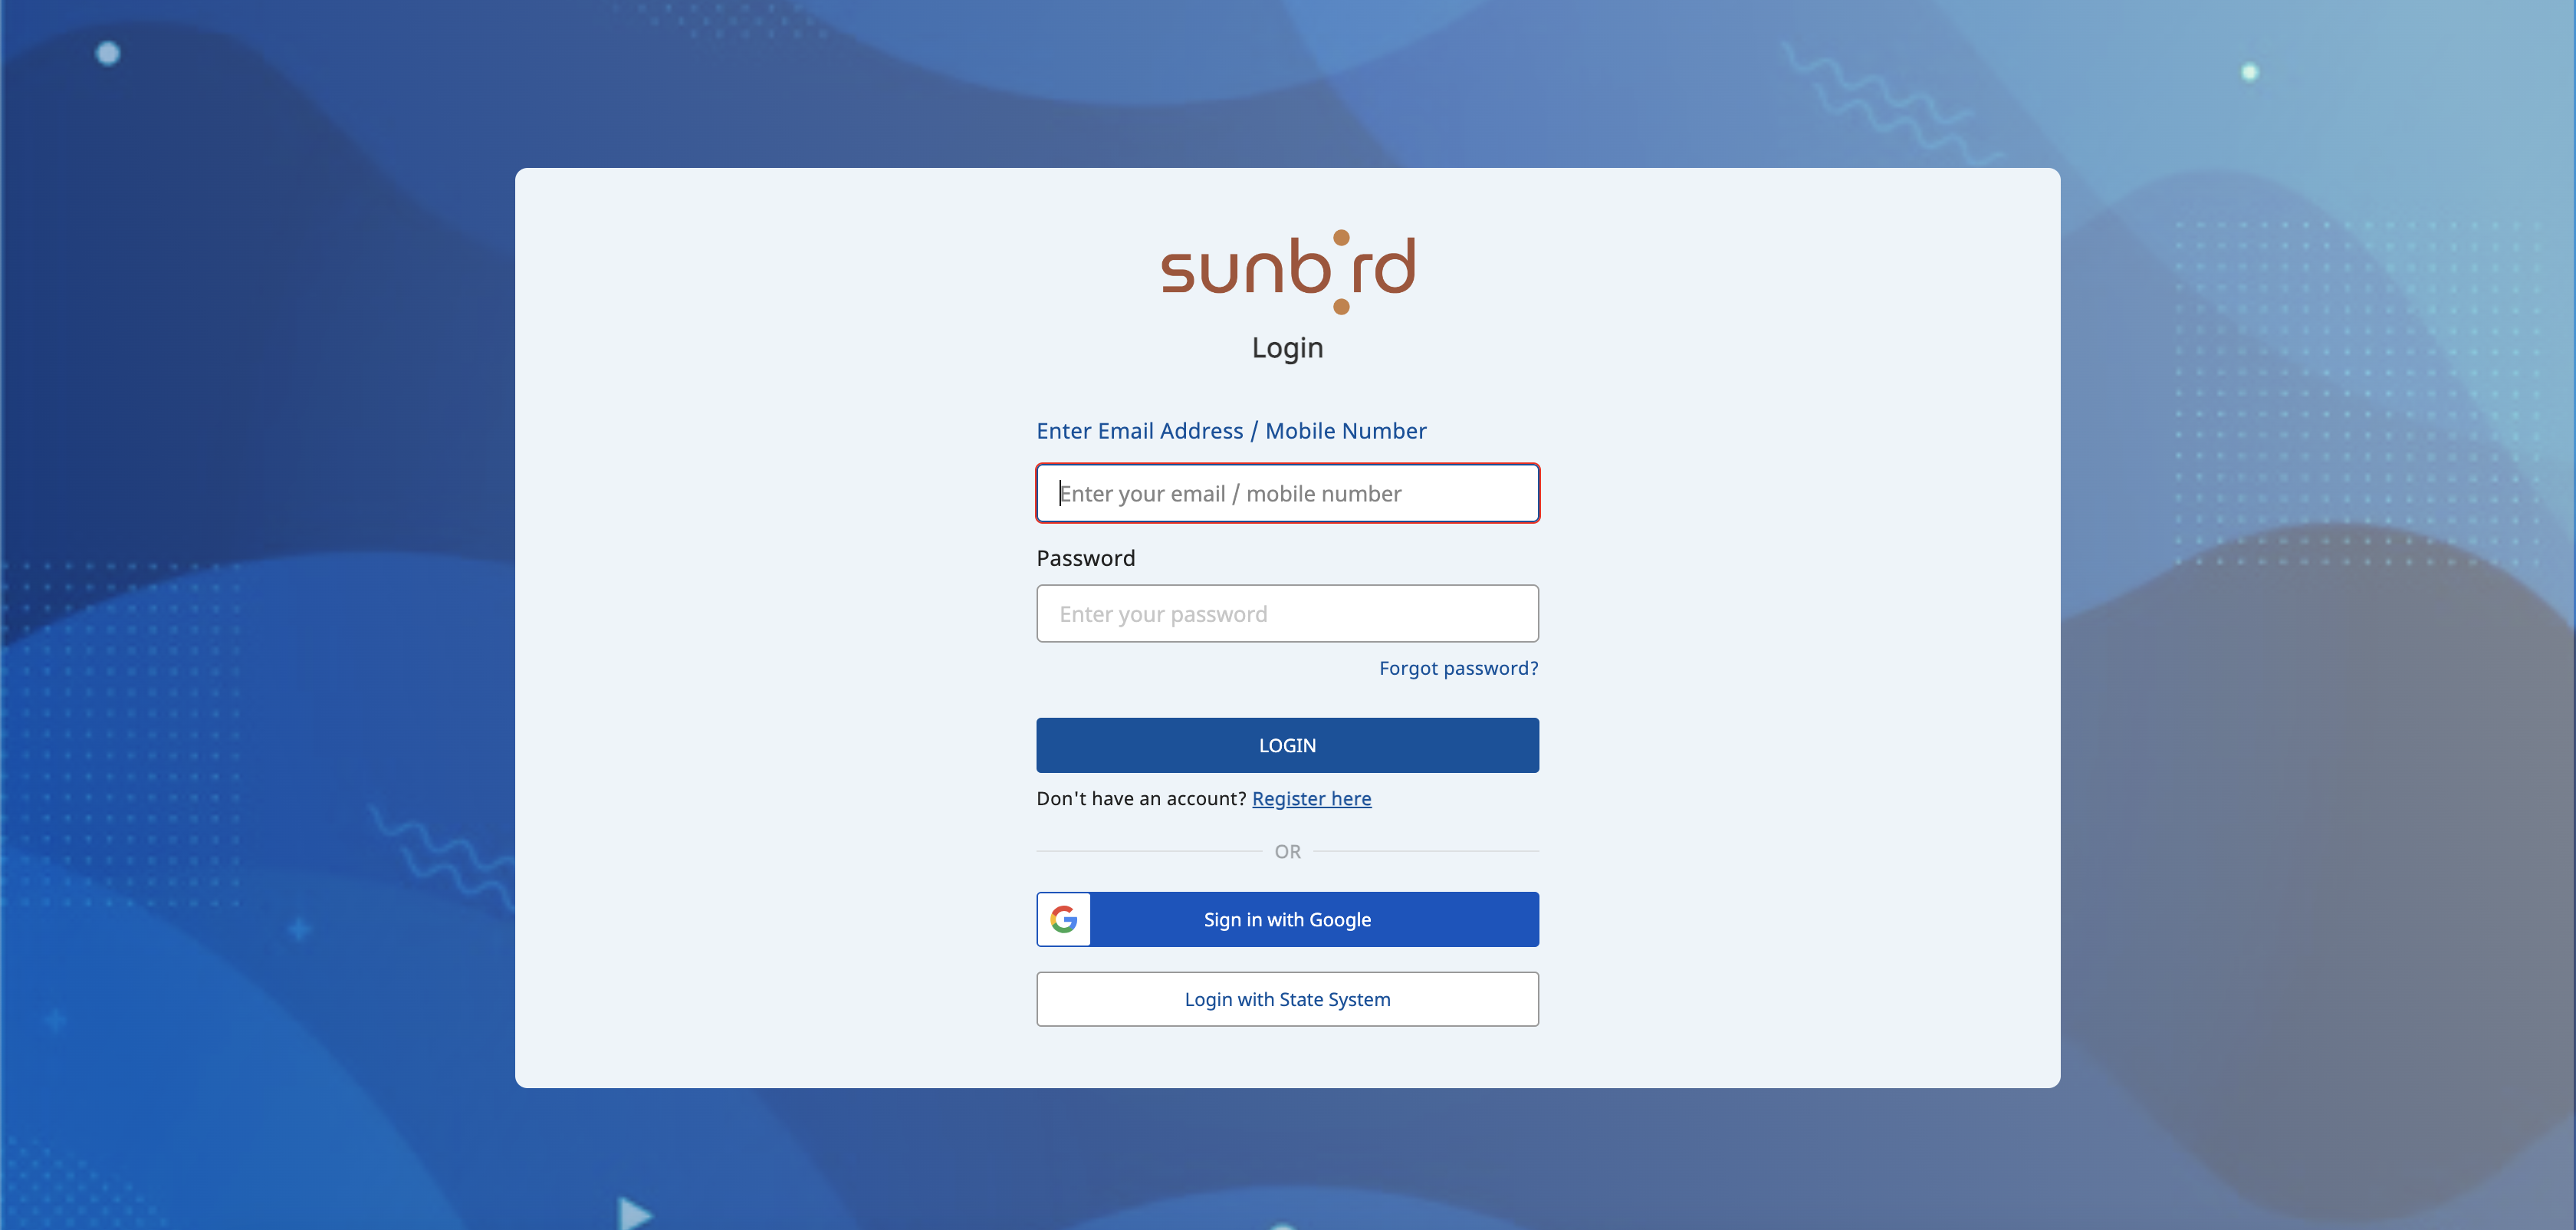 sunbird
Login
Enter Email Address / Mobile Number
Enter your email / mobile number
Password
Enter your password
Forgot password?
LOGIN
Don't have an account? Register here
OR
Sign in with Google
Login with State System